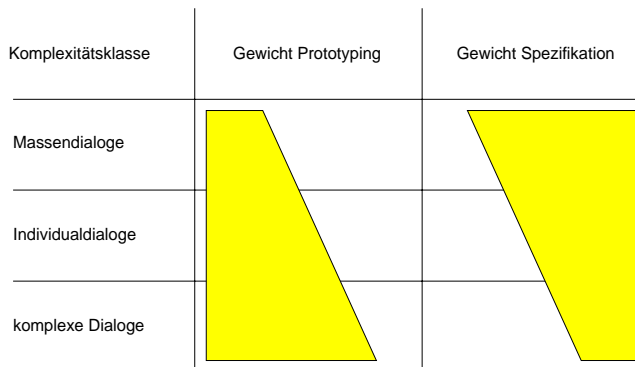 Komplexitätsklasse Gewicht Prototyping Gewicht Spezifikation
Massendialoge
Individualdialoge
komplexe Dialoge